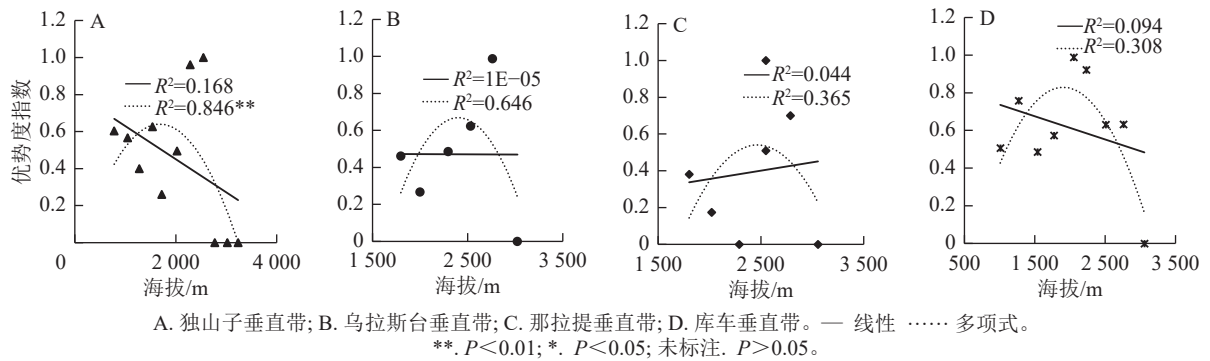 优势度指数
A
1.2
1.0
0.8
0.6
0.4
0.2
0
2 000
4 000
海拔/m
R²=0.168
R²=0.846**
B
1.2
1.0
0.8
0.6
0.4
0.2
0
1 500
2 500
3 500
海拔/m
R²=1E−05
R²=0.646
C
1.2
1.0
0.8
0.6
0.4
0.2
0
1 500
2 500
3 500
海拔/m
R²=0.044
R²=0.365
D
1.2
1.0
0.8
0.6
0.4
0.2
0
500
1 500
2 500
3 500
海拔/m
R²=0.094
R²=0.308
A. 独山子垂直带; B. 乌拉斯台垂直带; C. 那拉提垂直带; D. 库车垂直带。— 线性 ······ 多项式。
**. P＜0.01; *. P＜0.05; 未标注. P＞0.05。